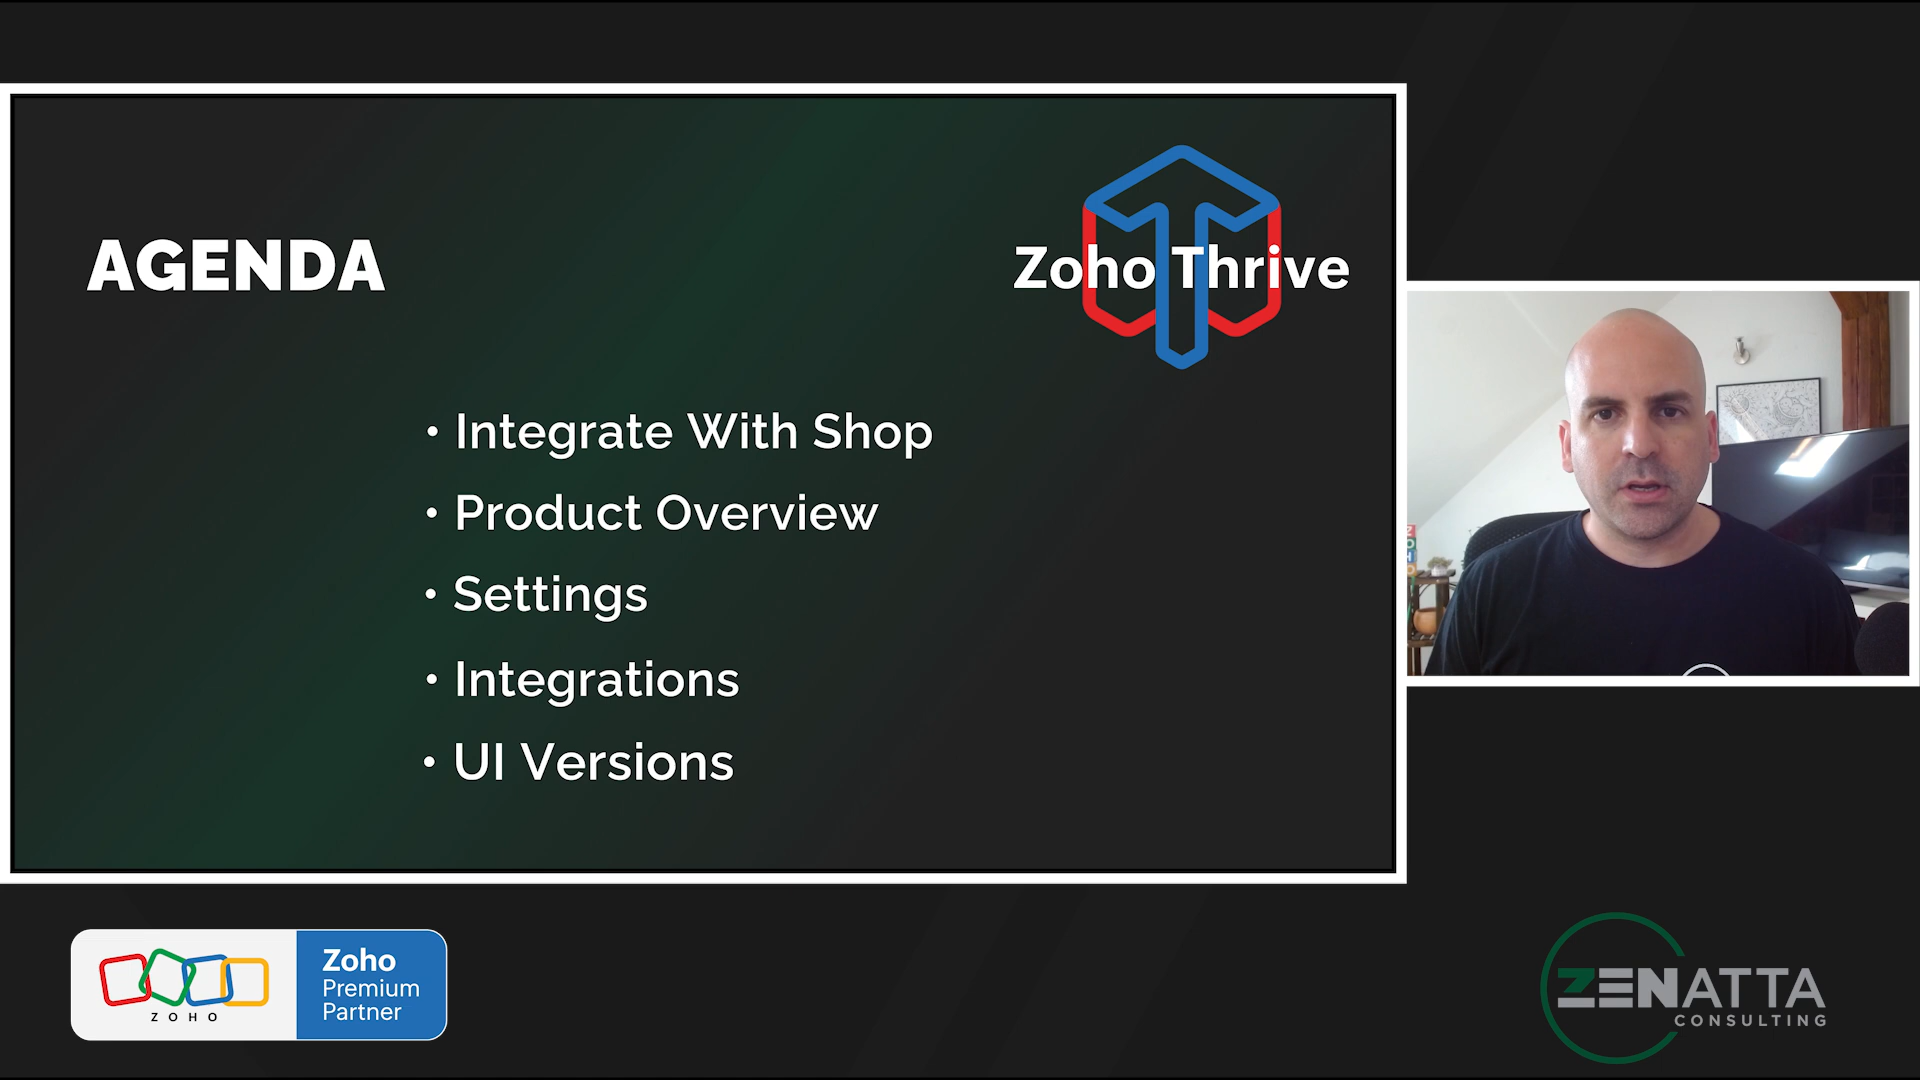 AGENDA
Zoho Thrive
• Integrate With Shop
• Product Overview
• Settings
• Integrations
• UI Versions
ZOHO
Zoho
Premium
Partner
ZENATTA
CONSULTING